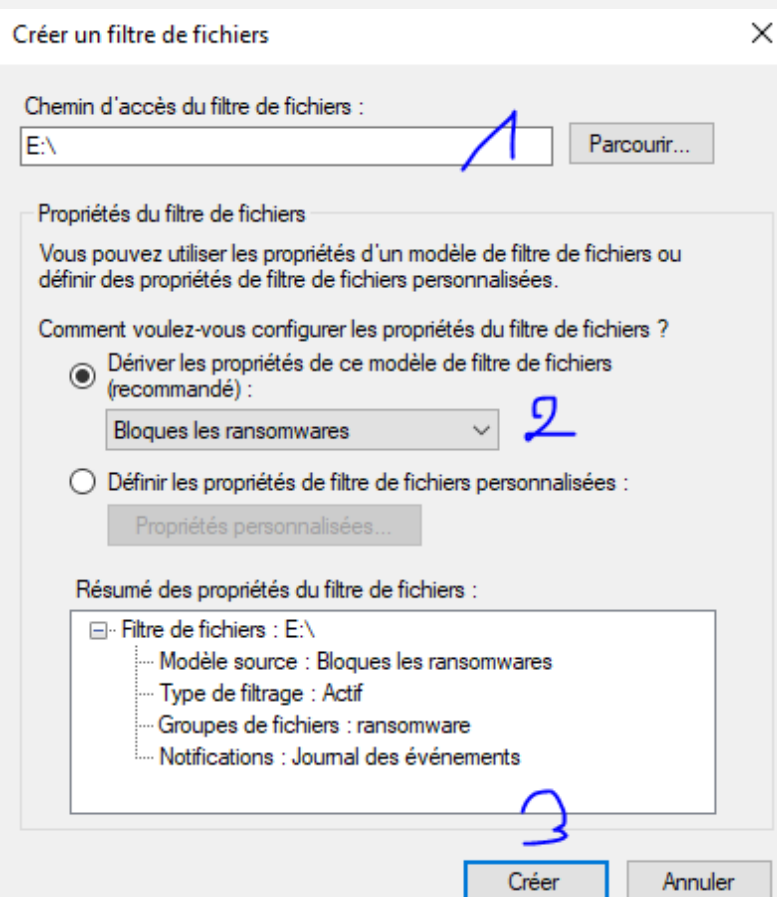 Créer un filtre de fichiers
Chemin d'accès du filtre de fichiers :
E:\
1
Parcourir...
Propriétés du filtre de fichiers
Vous pouvez utiliser les propriétés d'un modèle de filtre de fichiers ou
définir des propriétés de filtre de fichiers personnalisées.
Comment voulez-vous configurer les propriétés du filtre de fichiers ?
Dériver les propriétés de ce modèle de filtre de fichiers
(recommandé) :
Bloques les ransomwares
2
Définir les propriétés de filtre de fichiers personnalisées :
Propriétés personnalisées...
Résumé des propriétés du filtre de fichiers :
Filtre de fichiers : E:\
Modèle source : Bloques les ransomwares
Type de filtrage : Actif
Groupes de fichiers : ransomware
Notifications : Journal des événements
3
Créer
Annuler